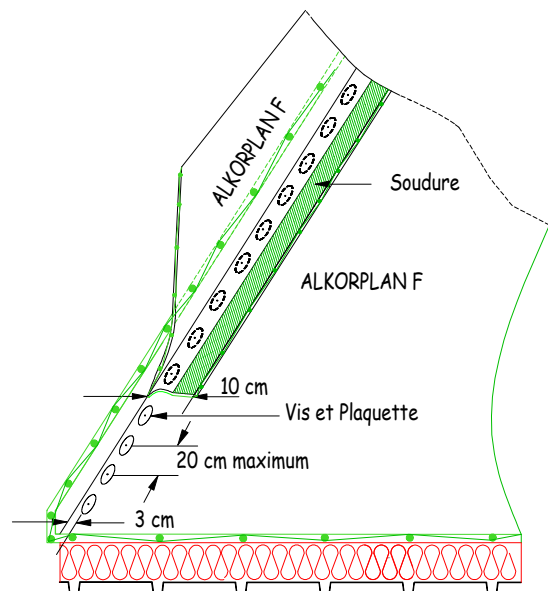 ALKORPLAN F
Soudure
ALKORPLAN F
10 cm
Vis et Plaquette
20 cm maximum
3 cm